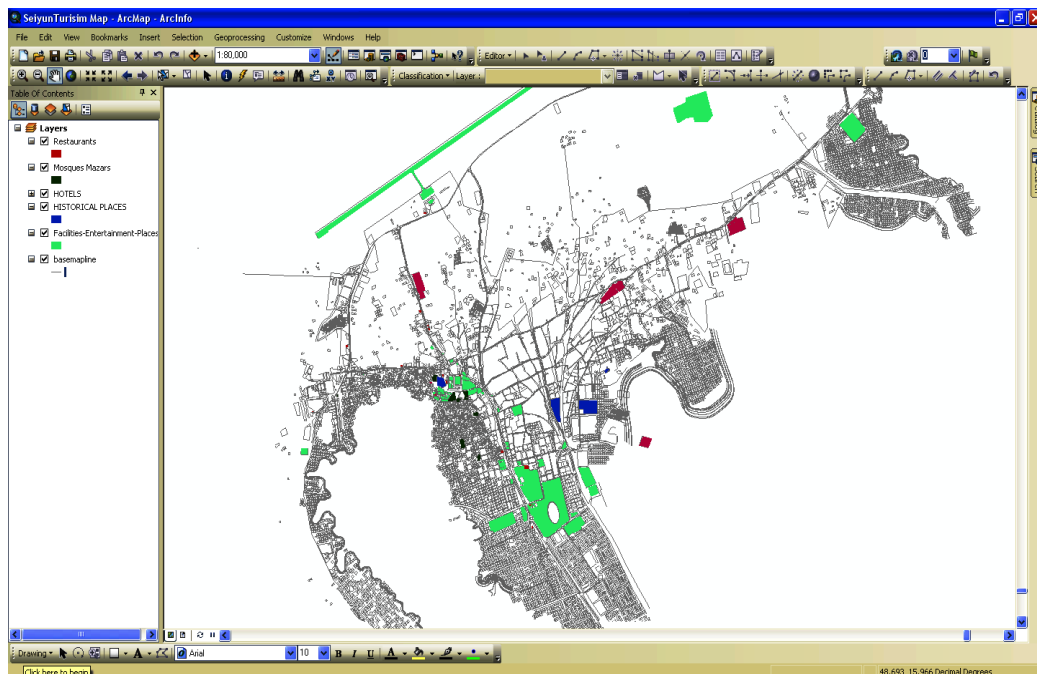 SeiyunTurisim Map - ArcMap - ArcInfo
File Edit View Bookmarks Insert Selection Geoprocessing Customize Windows Help
1:80,000 Editor 0
Classification Layer:
Table Of Contents
Layers
Restaurants
Mosques Mazars
HOTELS
HISTORICAL PLACES
Facilities-Entertainment-Places
basemapline
Drawing A Arial 10 B I U A
Click here to begin
48.693 15.966 Decimal Degrees